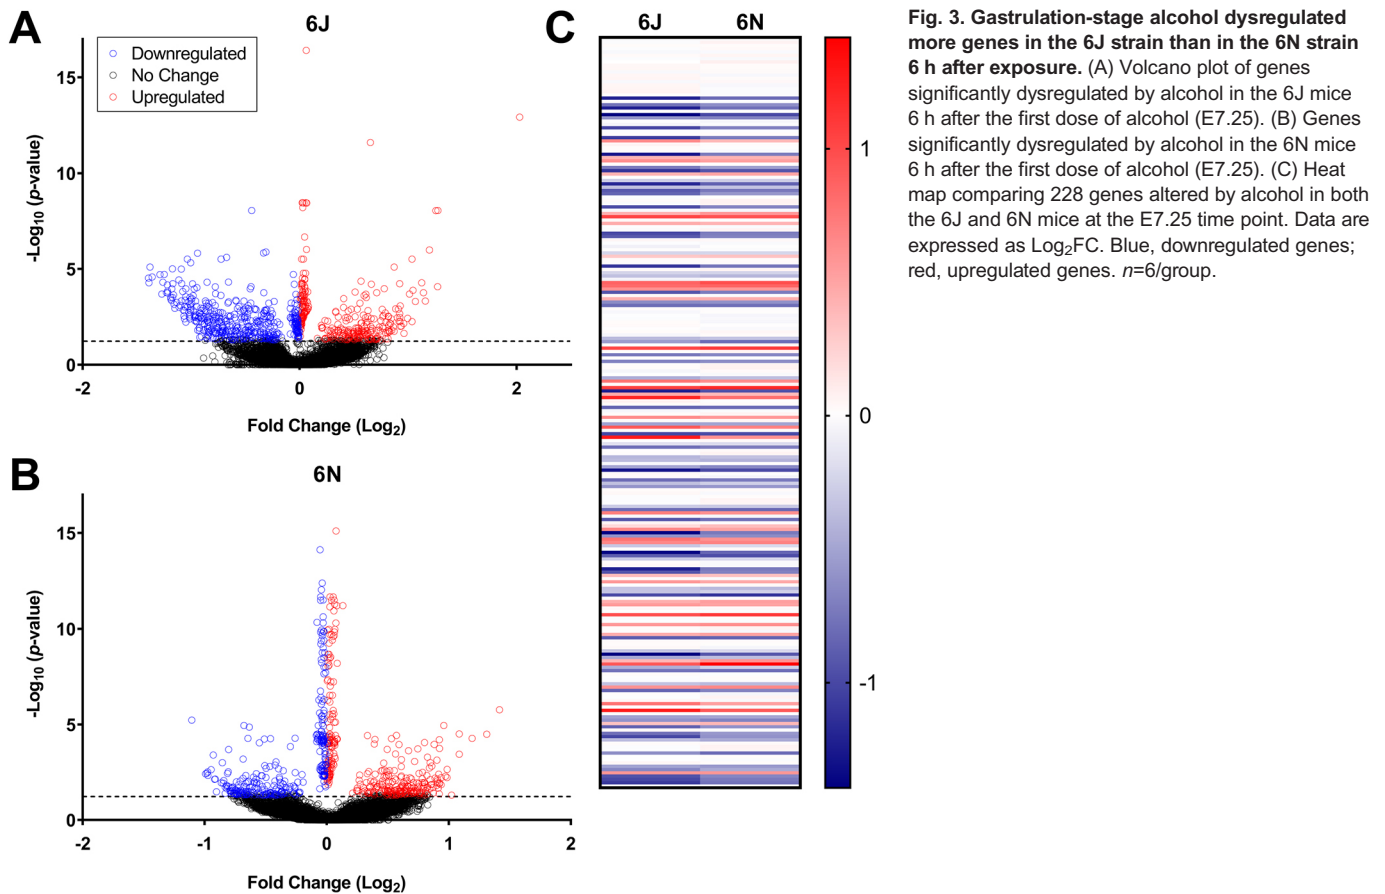 A
6J
Downregulated
No Change
Upregulated
15
10
5
0
-Log10 (p-value)
-2
0
2
Fold Change (Log2)
B
6N
15
10
5
0
-Log10 (p-value)
-2
-1
0
1
2
Fold Change (Log2)
C
6J
6N
1
0
-1
Fig. 3. Gastrulation-stage alcohol dysregulated
more genes in the 6J strain than in the 6N strain
6 h after exposure. (A) Volcano plot of genes
significantly dysregulated by alcohol in the 6J mice
6 h after the first dose of alcohol (E7.25). (B) Genes
significantly dysregulated by alcohol in the 6N mice
6 h after the first dose of alcohol (E7.25). (C) Heat
map comparing 228 genes altered by alcohol in both
the 6J and 6N mice at the E7.25 time point. Data are
expressed as Log2FC. Blue, downregulated genes;
red, upregulated genes. n=6/group.